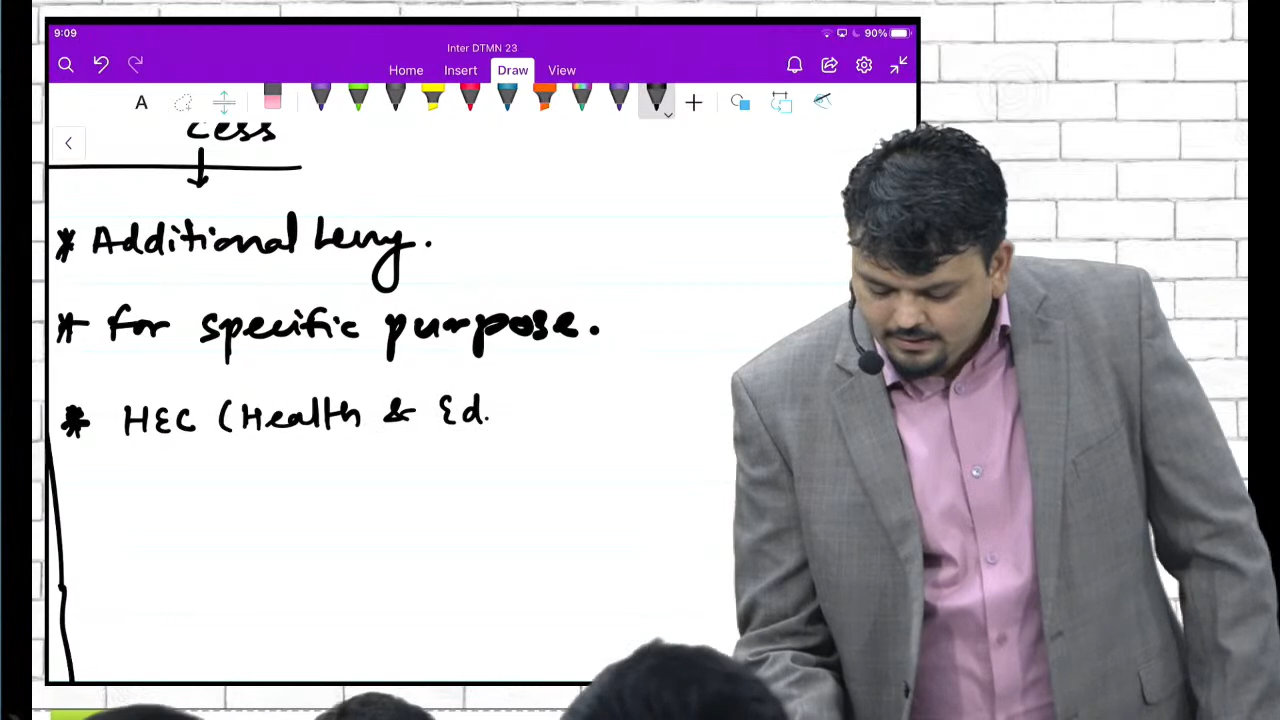 9:09
90%
Inter DTMN 23
Home Insert Draw View
A
Cess
* Additional Levy.
* for specific purpose.
* HEC (Health & Ed.